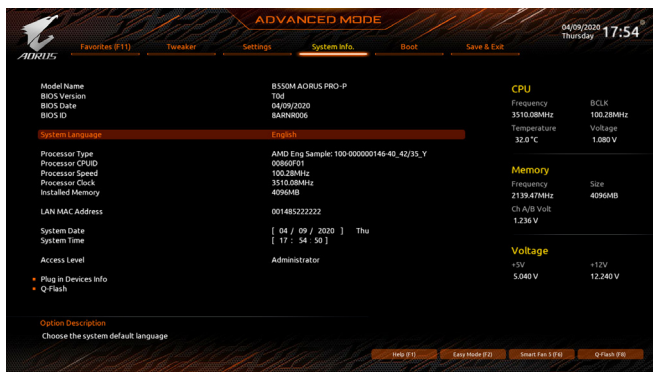 ADVANCED MODE
04/09/2020 Thursday 17:54
AORUS
Favorites (F11) Tweaker Settings System Info. Boot Save & Exit
Model Name B550M AORUS PRO-P
BIOS Version T0d
BIOS Date 04/09/2020
BIOS ID 8ARNR006
System Language English
Processor Type AMD Eng Sample: 100-000000146-40_42/35_Y
Processor CPUID 00860F01
Processor Speed 100.28MHz
Processor Clock 3510.08MHz
Installed Memory 4096MB
LAN MAC Address 001485222222
System Date [ 04 / 09 / 2020 ] Thu
System Time [ 17 : 54 : 50 ]
Access Level Administrator
Plug in Devices Info
Q-Flash
CPU
Frequency BCLK
3510.08MHz 100.28MHz
Temperature Voltage
32.0 °C 1.080 V
Memory
Frequency Size
2139.47MHz 4096MB
Ch A/B Volt
1.236 V
Voltage
+5V +12V
5.040 V 12.240 V
Option Description
Choose the system default language
Help (F1) Easy Mode (F2) Smart Fan 5 (F6) Q-Flash (F8)